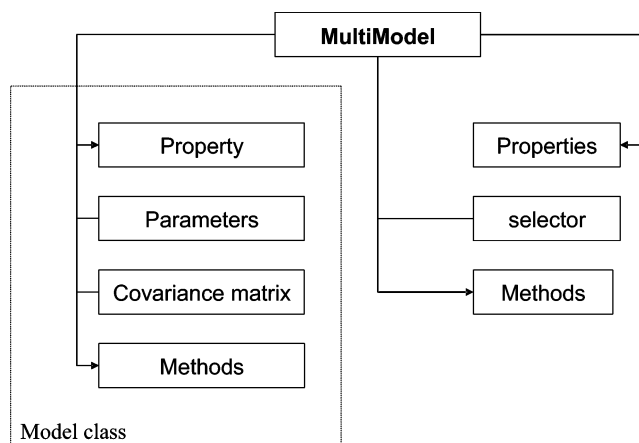 MultiModel
Property
Properties
Parameters
selector
Covariance matrix
Methods
Methods
Model class